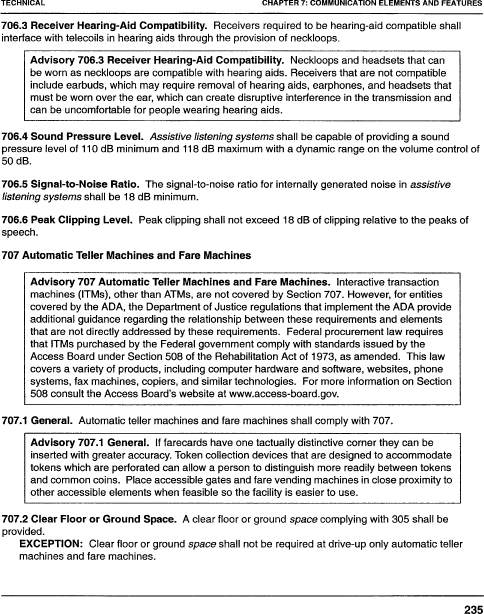 TECHNICAL CHAPTER 7: COMMUNICATION ELEMENTS AND FEATURES
706.3 Receiver Hearing-Aid Compatibility. Receivers required to be hearing-aid compatible shall
interface with telecoils in hearing aids through the provision of neckloops.
Advisory 706.3 Receiver Hearing-Aid Compatibility. Neckloops and headsets that can
be worn as neckloops are compatible with hearing aids. Receivers that are not compatible
include earbuds, which may require removal of hearing aids, earphones, and headsets that
must be worn over the ear, which can create disruptive interference in the transmission and
can be uncomfortable for people wearing hearing aids.
706.4 Sound Pressure Level. Assistive listening systems shall be capable of providing a sound
pressure level of 110 dB minimum and 118 dB maximum with a dynamic range on the volume control of
50 dB.
706.5 Signal-to-Noise Ratio. The signal-to-noise ratio for internally generated noise in assistive
listening systems shall be 18 dB minimum.
706.6 Peak Clipping Level. Peak clipping shall not exceed 18 dB of clipping relative to the peaks of
speech.
707 Automatic Teller Machines and Fare Machines
Advisory 707 Automatic Teller Machines and Fare Machines. Interactive transaction
machines (ITMs), other than ATMs, are not covered by Section 707. However, for entities
covered by the ADA, the Department of Justice regulations that implement the ADA provide
additional guidance regarding the relationship between these requirements and elements
that are not directly addressed by these requirements. Federal procurement law requires
that ITMs purchased by the Federal government comply with standards issued by the
Access Board under Section 508 of the Rehabilitation Act of 1973, as amended. This law
covers a variety of products, including computer hardware and software, websites, phone
systems, fax machines, copiers, and similar technologies. For more information on Section
508 consult the Access Board's website at www.access-board.gov.
707.1 General. Automatic teller machines and fare machines shall comply with 707.
Advisory 707.1 General. If farecards have one tactually distinctive corner they can be
inserted with greater accuracy. Token collection devices that are designed to accommodate
tokens which are perforated can allow a person to distinguish more readily between tokens
and common coins. Place accessible gates and fare vending machines in close proximity to
other accessible elements when feasible so the facility is easier to use.
707.2 Clear Floor or Ground Space. A clear floor or ground space complying with 305 shall be
provided.
EXCEPTION: Clear floor or ground space shall not be required at drive-up only automatic teller
machines and fare machines.
235